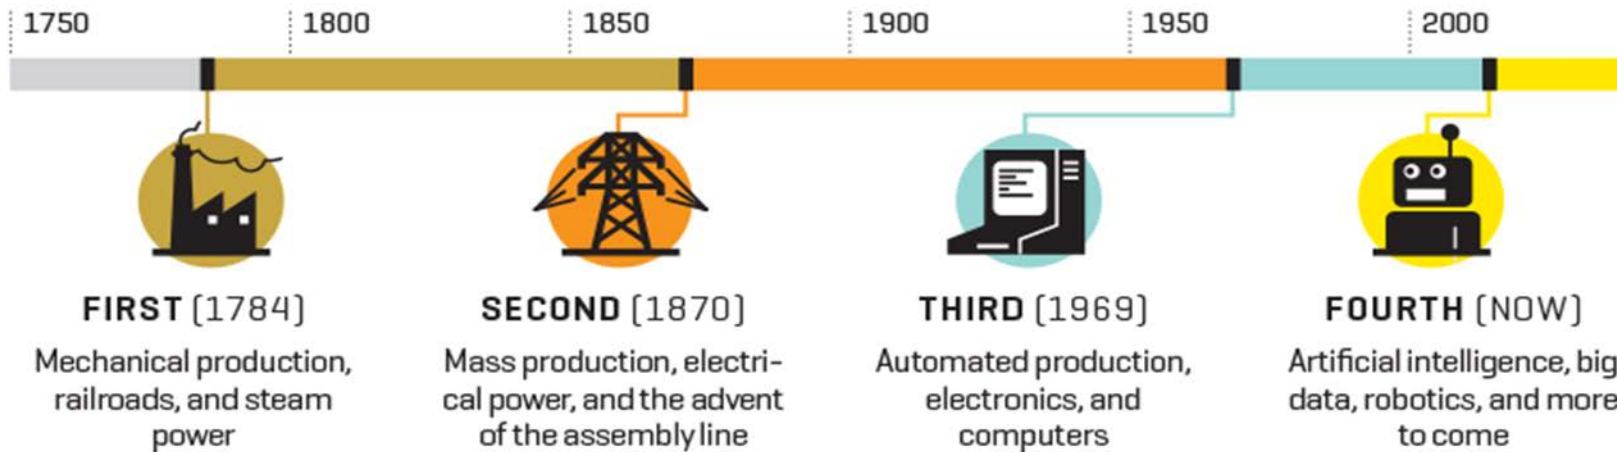 1750
1800
1850
1900
1950
2000
FIRST (1784)
Mechanical production,
railroads, and steam
power
SECOND (1870)
Mass production, electri-
cal power, and the advent
of the assembly line
THIRD (1969)
Automated production,
electronics, and
computers
FOURTH (NOW)
Artificial intelligence, big
data, robotics, and more
to come